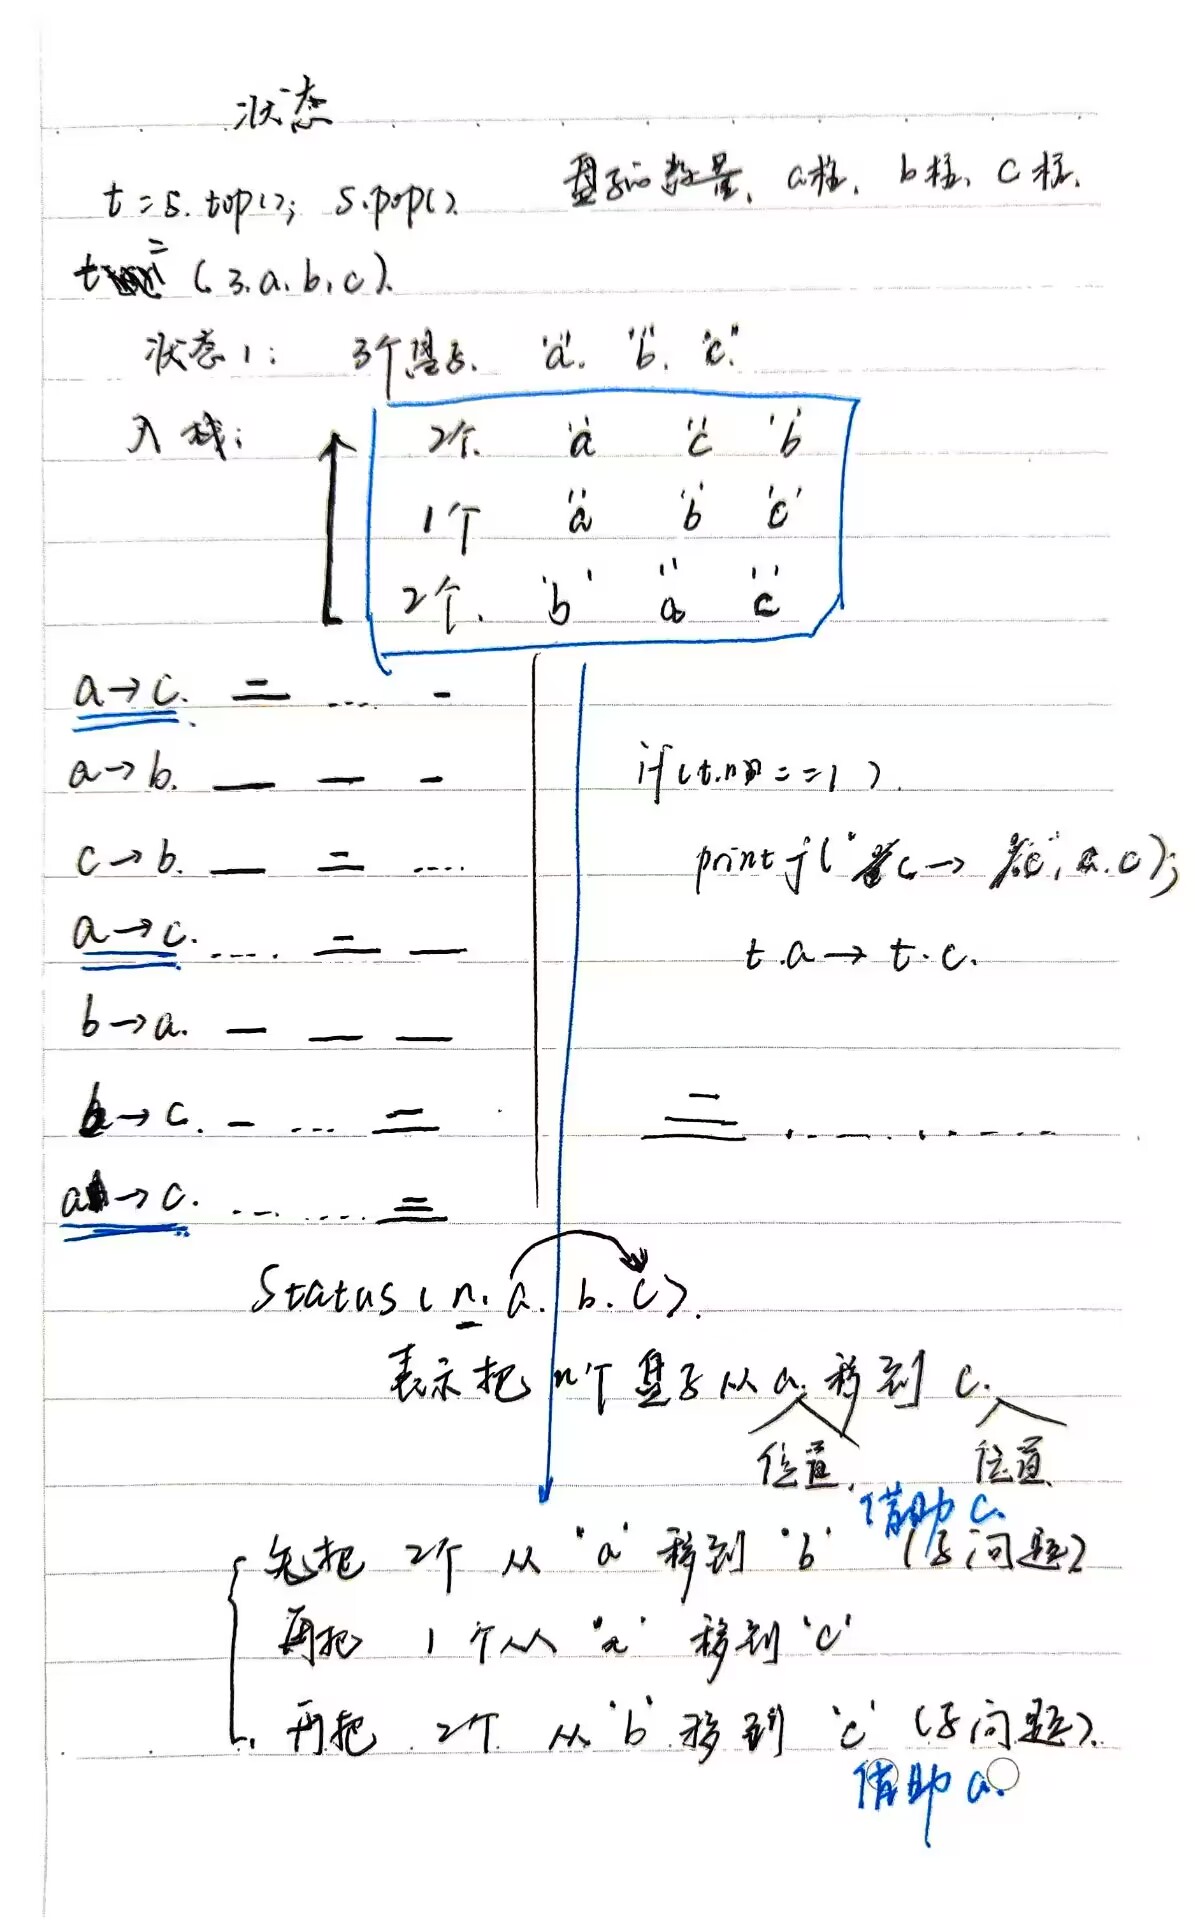 状态
盘子的数量、a柱、b柱、c柱.
t = s.top(); s.pop()
t = (3.a.b.c).
状态1: 3个盘子. 'a'. 'b'. 'c'.
入栈:
2个. 'a' 'c' 'b'
1个 'a' 'b' 'c'
2个. 'b' 'a' 'c'
a→c.
a→b.
c→b.
a→c.
b→a.
b→c.
a→c.
if(t.n==1)
printf("%c→%c", a.c);
t.a→t.c.
Status(n.a.b.c).
表示把n个盘子从a.移到c.
位置. 位置
借助c.
先把 2个 从 'a' 移到 'b' (子问题)
再把 1个从 'a' 移到 'c'
再把 2个 从 'b' 移到 'c' (子问题).
借助a.